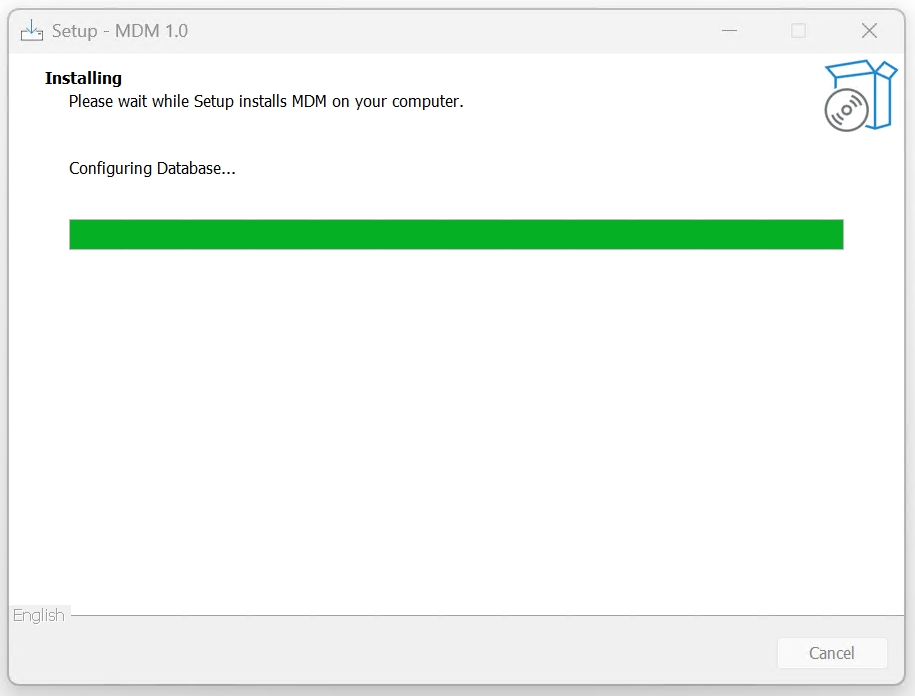 Setup - MDM 1.0
Installing
Please wait while Setup installs MDM on your computer.
Configuring Database...
English
Cancel